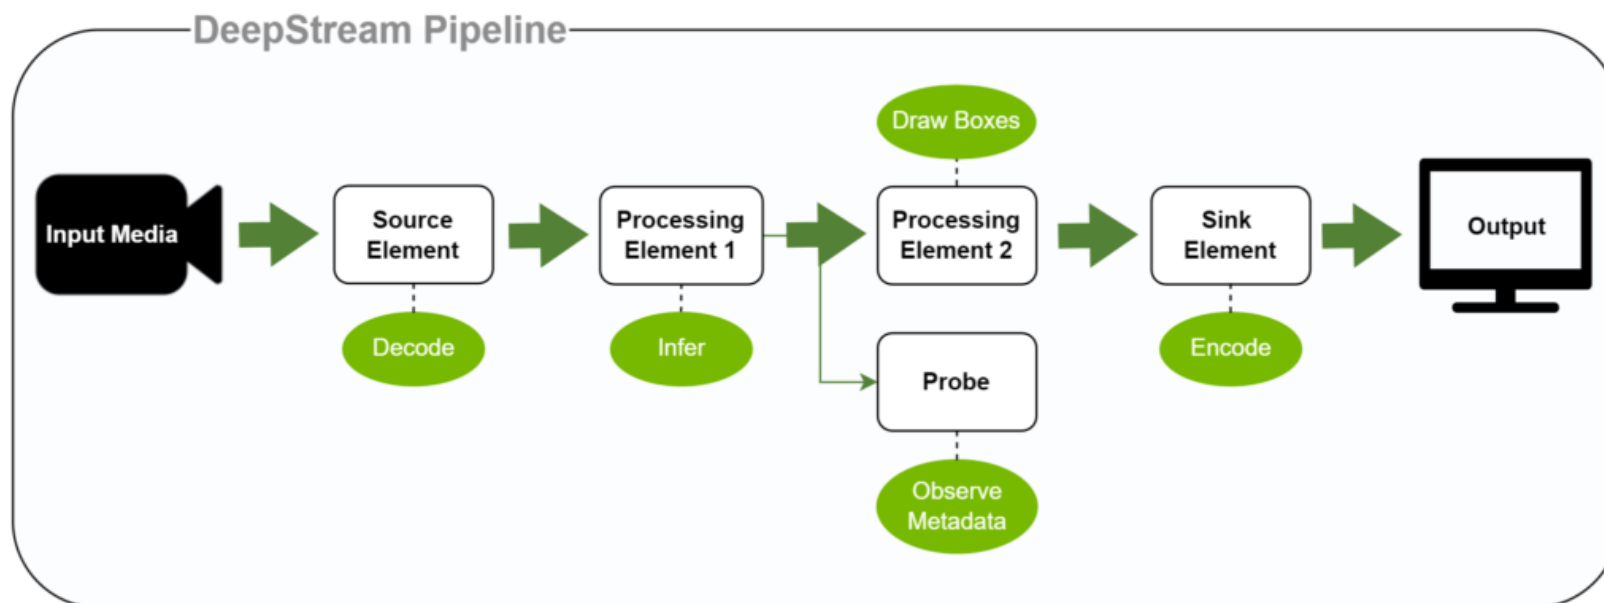 DeepStream Pipeline
Draw Boxes
Input Media
Source
Element
Processing
Element 1
Processing
Element 2
Sink
Element
Output
Decode
Infer
Probe
Encode
Observe
Metadata